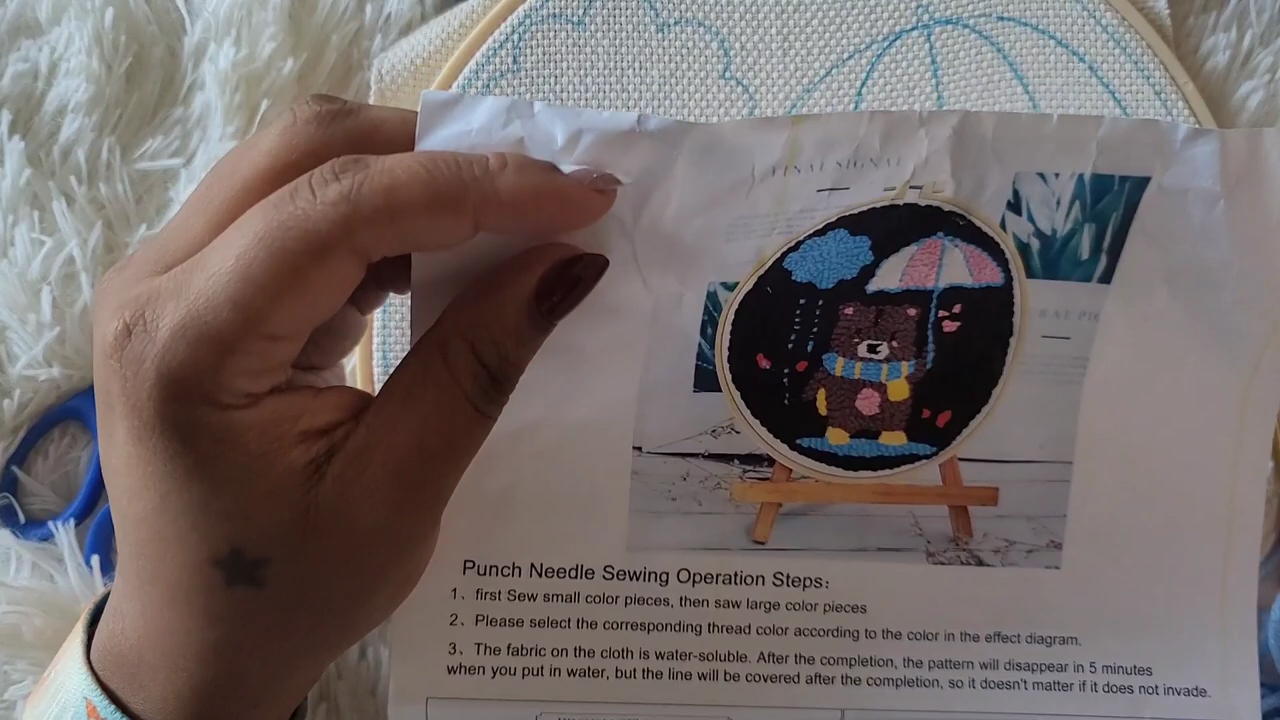 FINAL SIGNAL
Punch Needle Sewing Operation Steps:
1、first Sew small color pieces, then saw large color pieces
2、Please select the corresponding thread color according to the color in the effect diagram.
3、The fabric on the cloth is water-soluble. After the completion, the pattern will disappear in 5 minutes
when you put in water, but the line will be covered after the completion, so it doesn't matter if it does not invade.